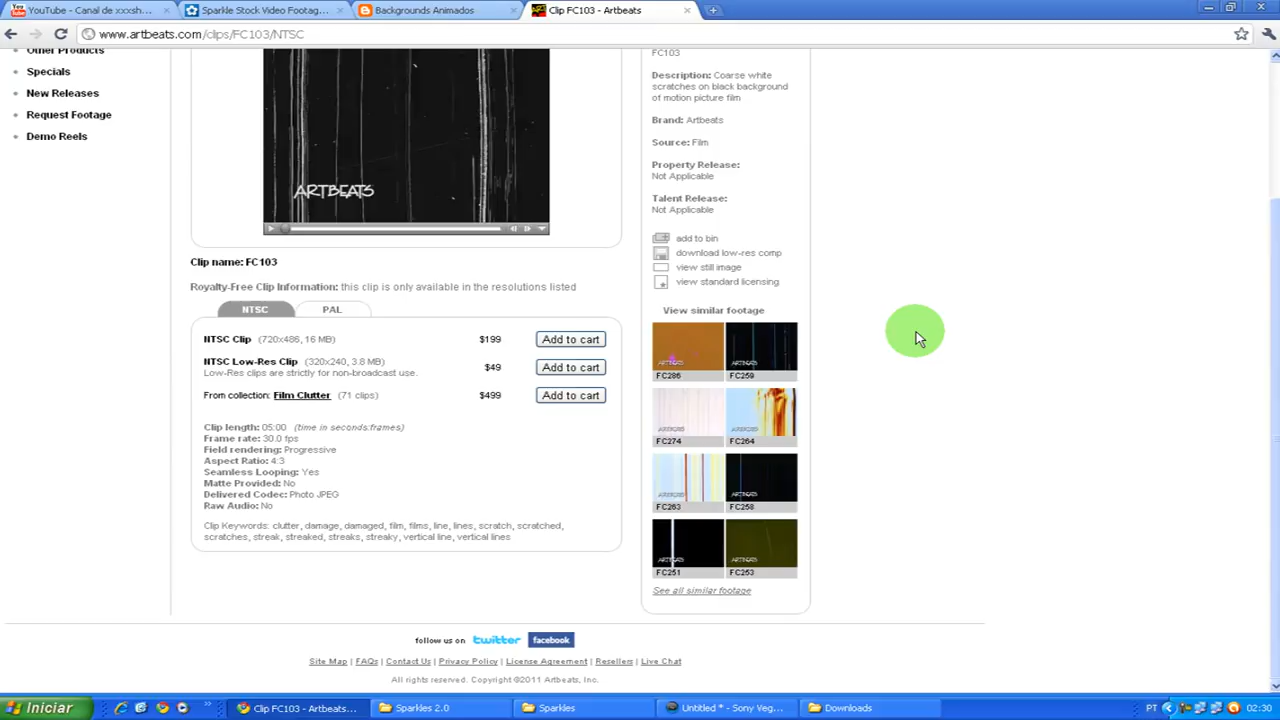 YouTube - Canal de xxxsh...
Sparkle Stock Video Footag...
Backgrounds Animados
Clip FC103 - Artbeats
www.artbeats.com/clips/FC103/NTSC
Other Products
Specials
New Releases
Request Footage
Demo Reels
ARTBEATS
Clip name: FC103
Royalty-Free Clip Information: this clip is only available in the resolutions listed
NTSC
PAL
NTSC Clip (720x486, 16 MB) $199 Add to cart
NTSC Low-Res Clip (320x240, 3.8 MB) $49 Add to cart
Low-Res clips are strictly for non-broadcast use.
From collection: Film Clutter (71 clips) $499 Add to cart
Clip length: 05:00 (time in seconds:frames)
Frame rate: 30.0 fps
Field rendering: Progressive
Aspect Ratio: 4:3
Seamless Looping: Yes
Matte Provided: No
Delivered Codec: Photo JPEG
Raw Audio: No
Clip Keywords: clutter, damage, damaged, film, films, line, lines, scratch, scratched,
scratches, streak, streaked, streaks, streaky, vertical line, vertical lines
FC103
Description: Coarse white
scratches on black background
of motion picture film
Brand: Artbeats
Source: Film
Property Release:
Not Applicable
Talent Release:
Not Applicable
add to bin
download low-res comp
view still image
view standard licensing
View similar footage
ARTBEATS ARTBEATS
FC286 FC259
ARTBEATS ARTBEATS
FC274 FC264
ARTBEATS ARTBEATS
FC263 FC258
ARTBEATS ARTBEATS
FC251 FC253
See all similar footage
follow us on twitter facebook
Site Map | FAQs | Contact Us | Privacy Policy | License Agreement | Resellers | Live Chat
All rights reserved. Copyright ©2011 Artbeats, Inc.
Iniciar
Clip FC103 - Artbeats...
Sparkles 2.0
Sparkles
Untitled * - Sony Veg...
Downloads
PT
02:30